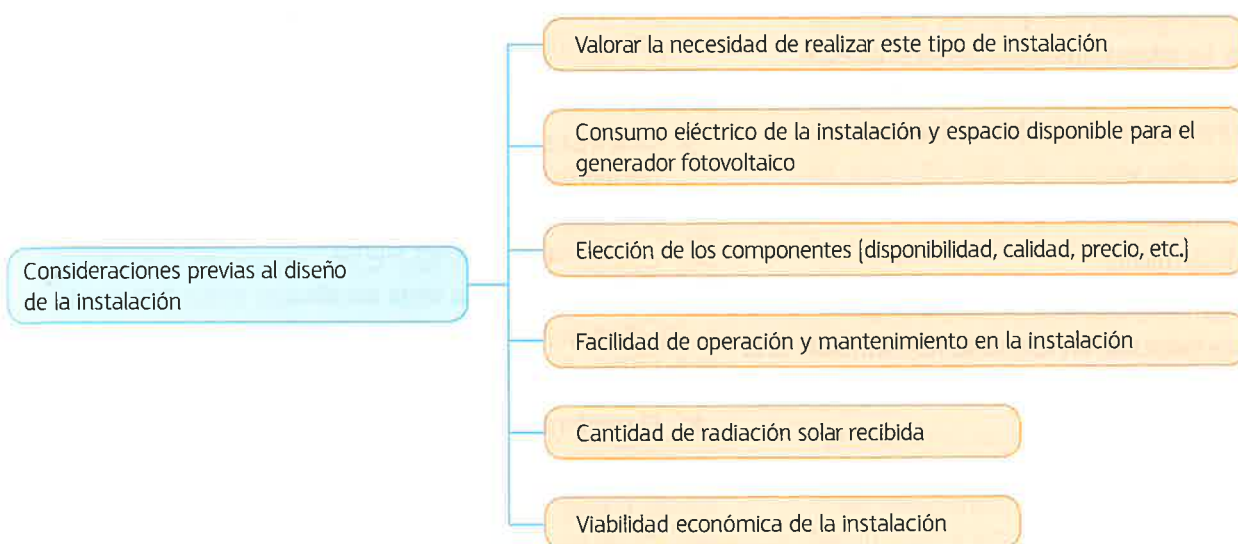 Valorar la necesidad de realizar este tipo de instalación
Consumo eléctrico de la instalación y espacio disponible para el
generador fotovoltaico
Elección de los componentes (disponibilidad, calidad, precio, etc.)
Consideraciones previas al diseño
de la instalación
Facilidad de operación y mantenimiento en la instalación
Cantidad de radiación solar recibida
Viabilidad económica de la instalación